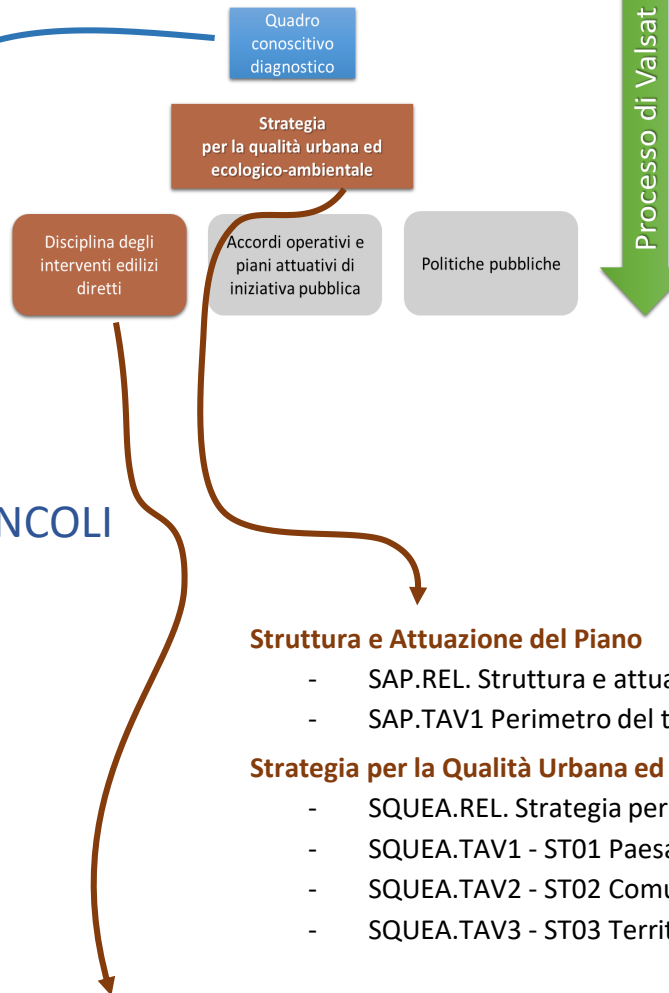 Quadro
conoscitivo
diagnostico
Processo di Valsat
Strategia
per la qualità urbana ed
ecologico-ambientale
Disciplina degli
interventi edilizi
diretti
Accordi operativi e
piani attuativi di
iniziativa pubblica
Politiche pubbliche
NCOLI
Struttura e Attuazione del Piano
- SAP.REL. Struttura e attua
- SAP.TAV1 Perimetro del t
Strategia per la Qualità Urbana ed
- SQUEA.REL. Strategia per
- SQUEA.TAV1 - ST01 Paesa
- SQUEA.TAV2 - ST02 Comu
- SQUEA.TAV3 - ST03 Territ